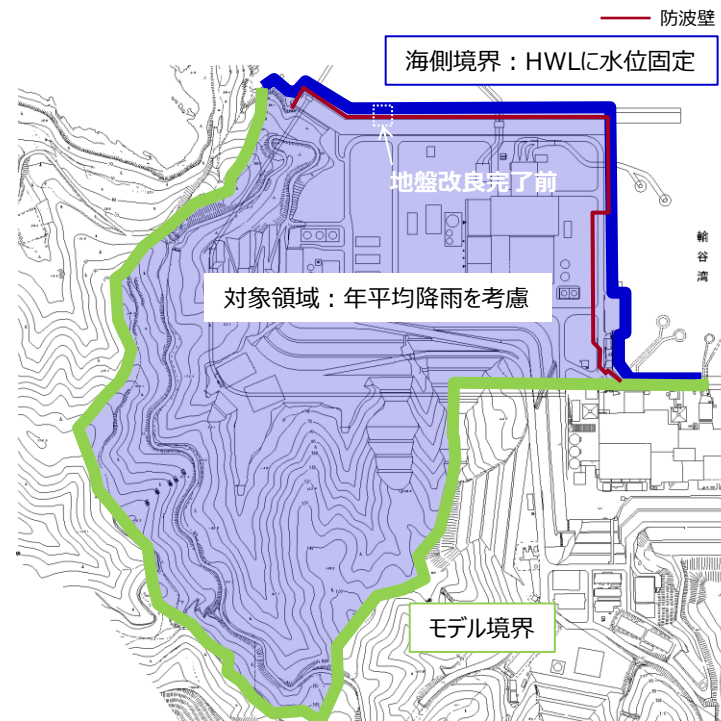 防波壁
海側境界：HWLに水位固定
地盤改良完了前
輪谷湾
対象領域：年平均降雨を考慮
モデル境界